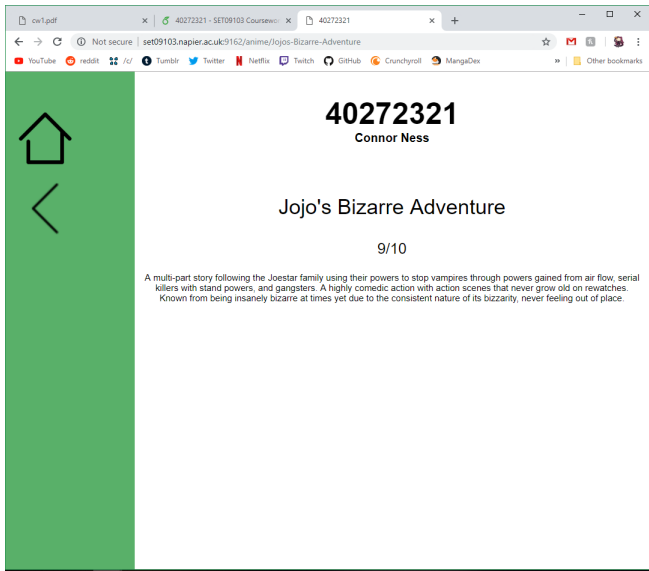 cw1.pdf
40272321 - SET09103 Coursewor
40272321
Not secure | set09103.napier.ac.uk:9162/anime/Jojos-Bizarre-Adventure
YouTube reddit /c/ Tumblr Twitter Netflix Twitch GitHub Crunchyroll MangaDex » Other bookmarks
40272321
Connor Ness
Jojo's Bizarre Adventure
9/10
A multi-part story following the Joestar family using their powers to stop vampires through powers gained from air flow, serial
killers with stand powers, and gangsters. A highly comedic action with action scenes that never grow old on rewatches.
Known from being insanely bizarre at times yet due to the consistent nature of its bizzarity, never feeling out of place.